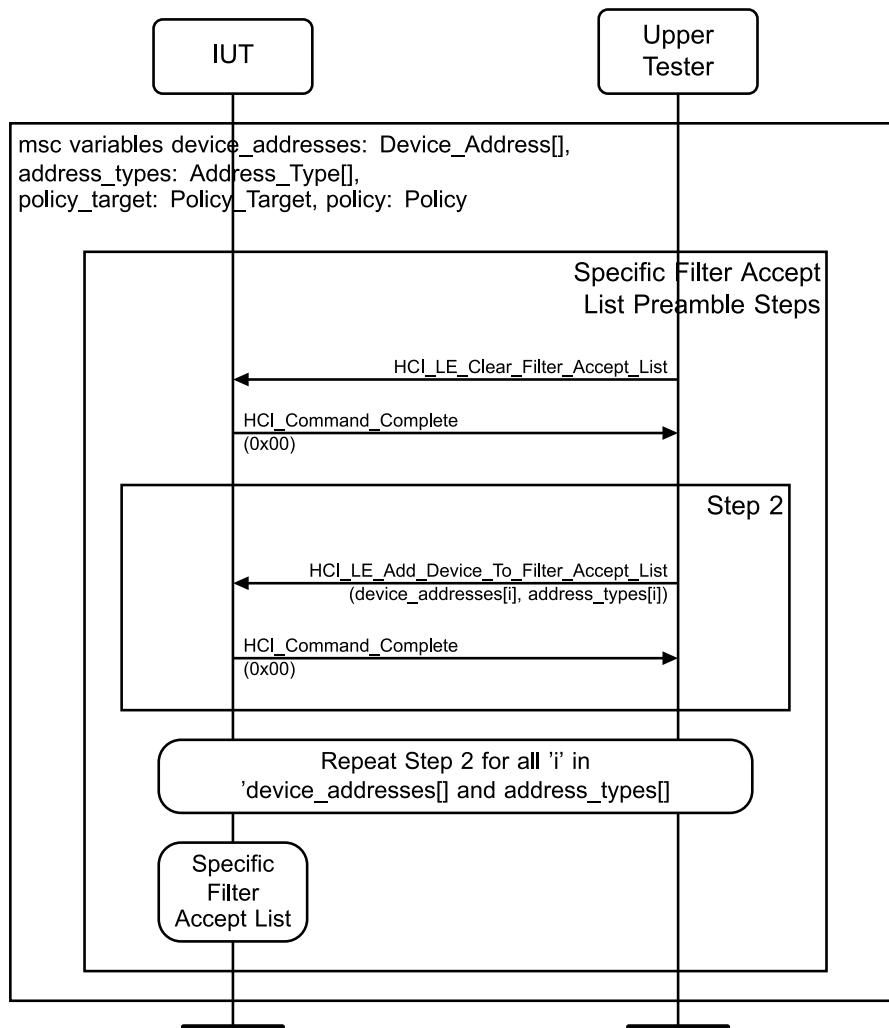 IUT
Upper
Tester
msc variables device_addresses: Device_Address[],
address_types: Address_Type[],
policy_target: Policy_Target, policy: Policy
Specific Filter Accept
List Preamble Steps
HCI_LE_Clear_Filter_Accept_List
HCI_Command_Complete
(0x00)
Step 2
HCI_LE_Add_Device_To_Filter_Accept_List
(device_addresses[i], address_types[i])
HCI_Command_Complete
(0x00)
Repeat Step 2 for all 'i' in
'device_addresses[] and address_types[]
Specific
Filter
Accept List